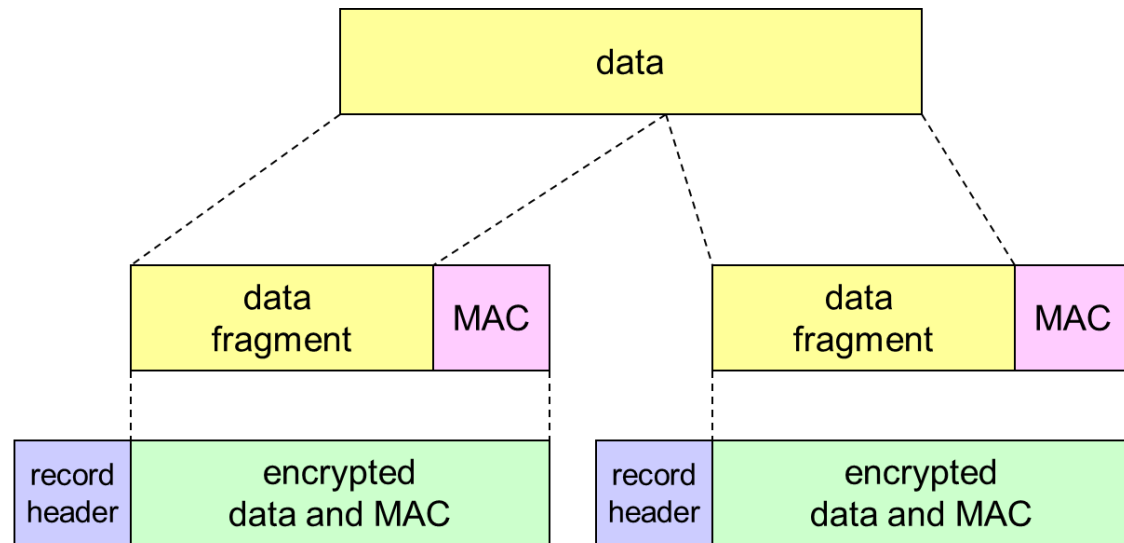 data
data
fragment
MAC
data
fragment
MAC
record
header
encrypted
data and MAC
record
header
encrypted
data and MAC